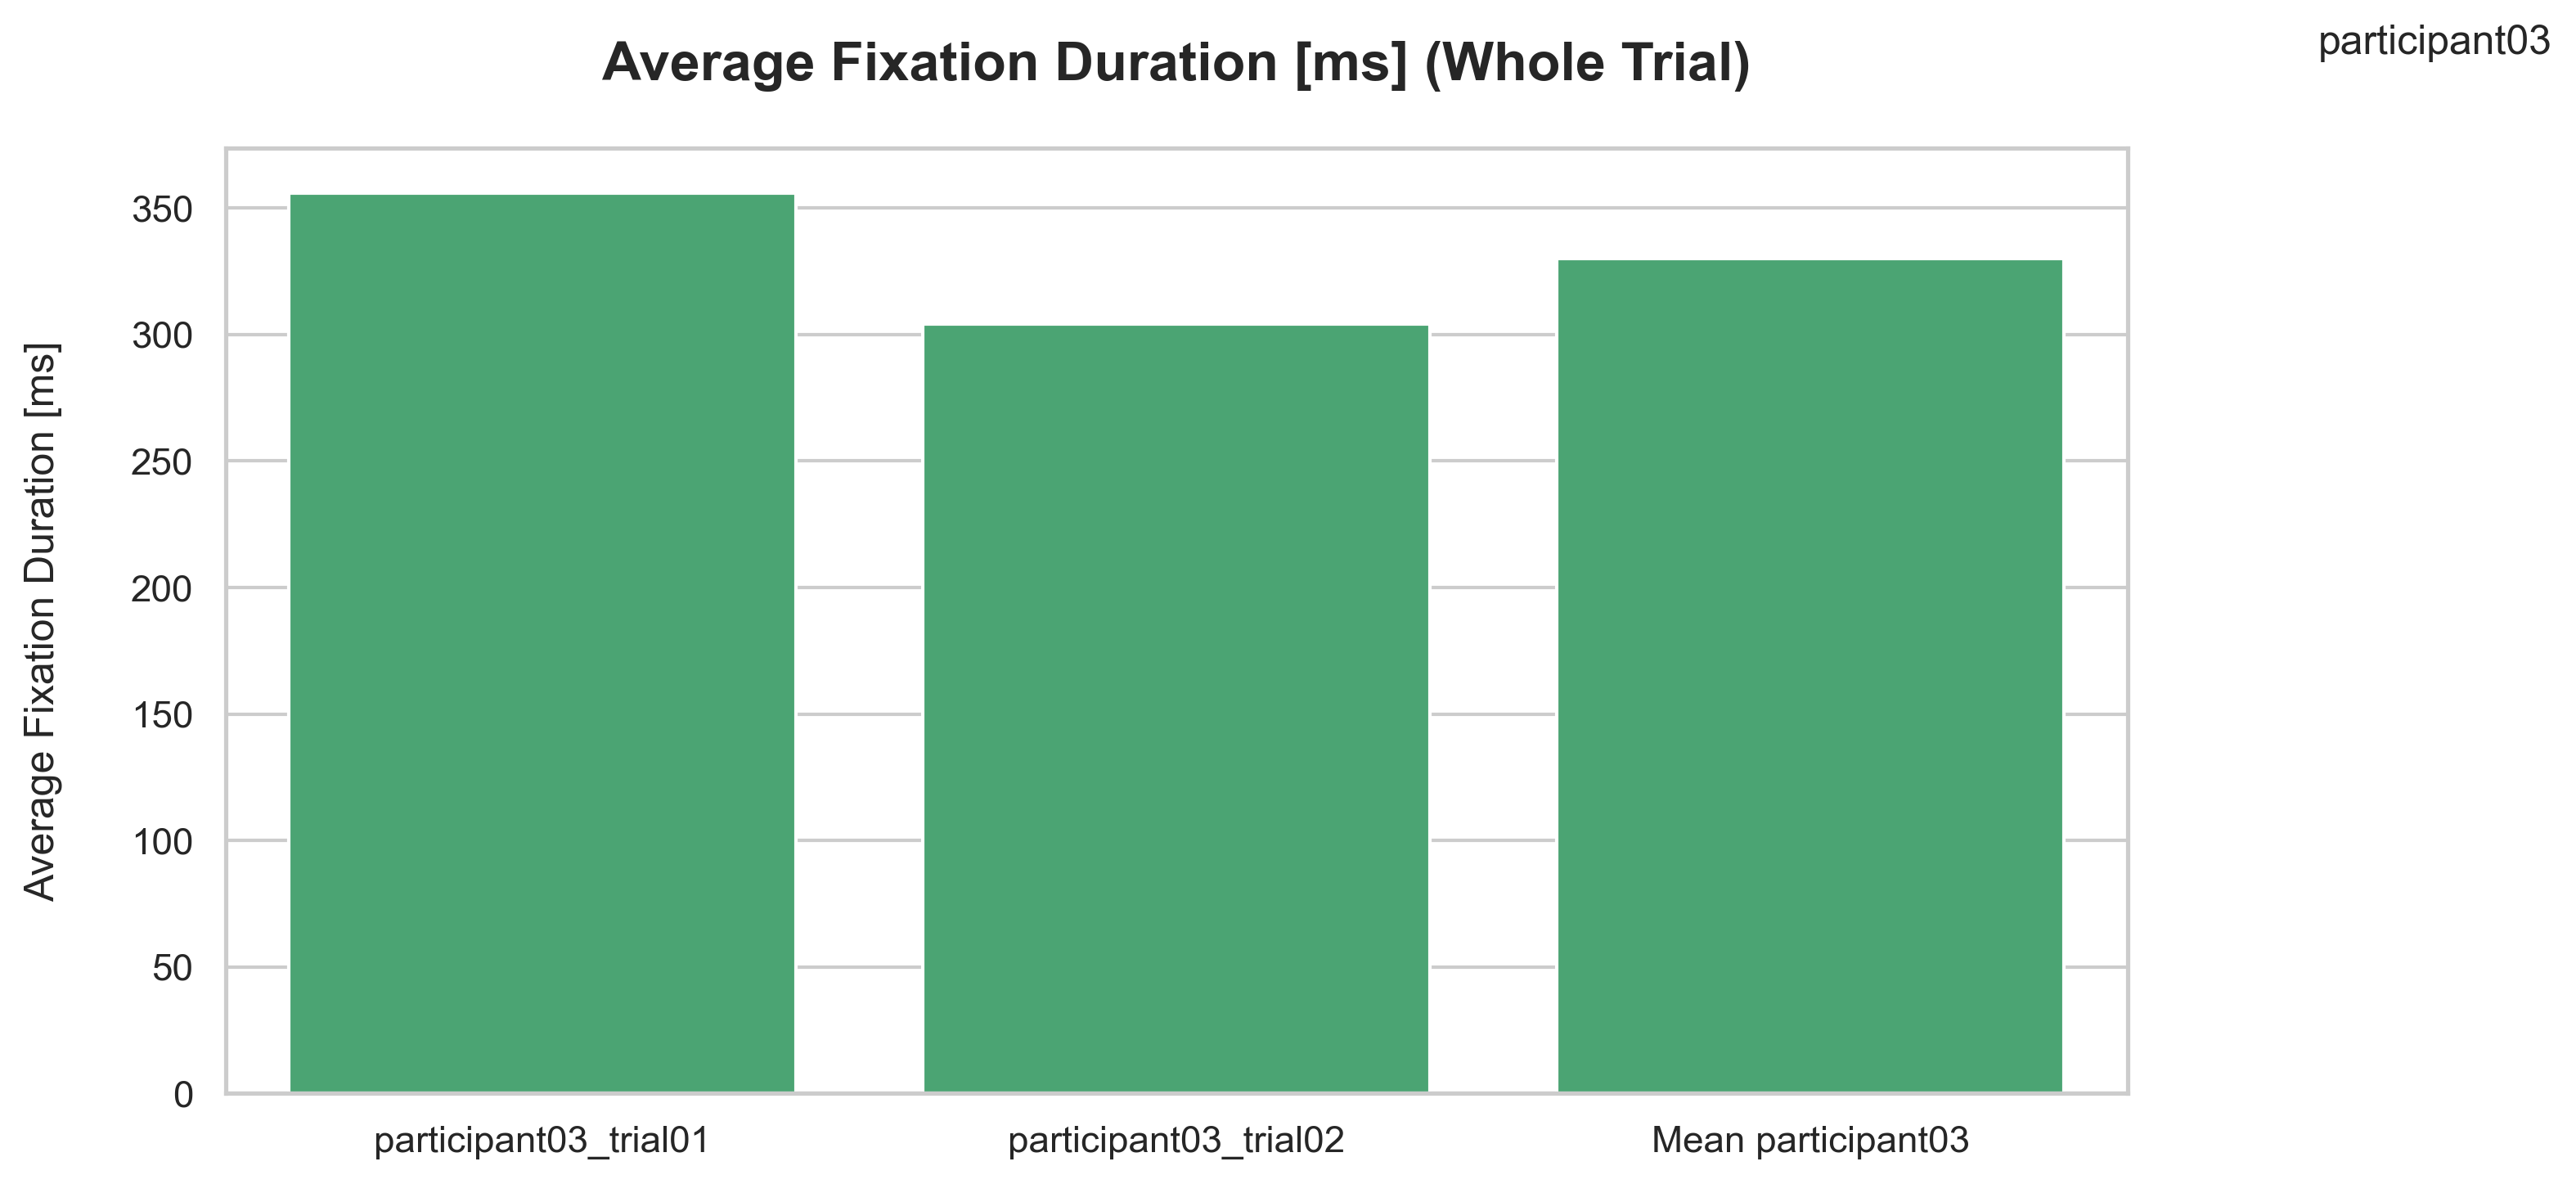 participant03
Average Fixation Duration [ms] (Whole Trial)
Average Fixation Duration [ms]
350
300
250
200
150
100
50
0
participant03_trial01
participant03_trial02
Mean participant03